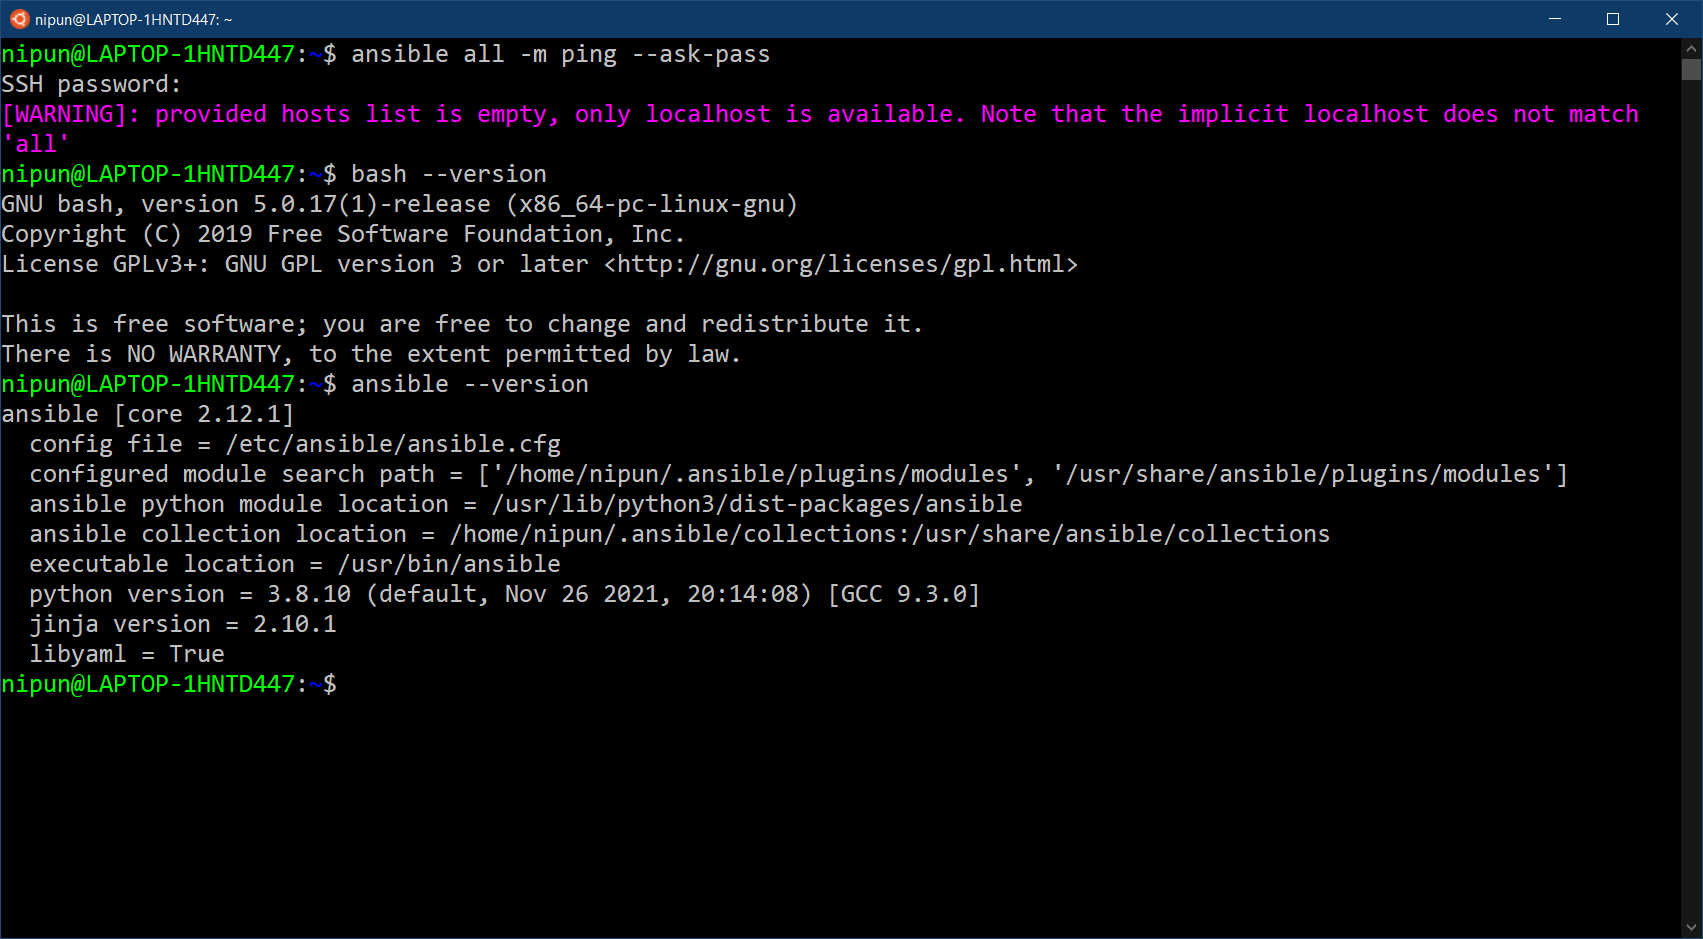 nipun@LAPTOP-1HNTD447: ~
nipun@LAPTOP-1HNTD447:~$ ansible all -m ping --ask-pass
SSH password:
[WARNING]: provided hosts list is empty, only localhost is available. Note that the implicit localhost does not match
'all'
nipun@LAPTOP-1HNTD447:~$ bash --version
GNU bash, version 5.0.17(1)-release (x86_64-pc-linux-gnu)
Copyright (C) 2019 Free Software Foundation, Inc.
License GPLv3+: GNU GPL version 3 or later <http://gnu.org/licenses/gpl.html>

This is free software; you are free to change and redistribute it.
There is NO WARRANTY, to the extent permitted by law.
nipun@LAPTOP-1HNTD447:~$ ansible --version
ansible [core 2.12.1]
  config file = /etc/ansible/ansible.cfg
  configured module search path = ['/home/nipun/.ansible/plugins/modules', '/usr/share/ansible/plugins/modules']
  ansible python module location = /usr/lib/python3/dist-packages/ansible
  ansible collection location = /home/nipun/.ansible/collections:/usr/share/ansible/collections
  executable location = /usr/bin/ansible
  python version = 3.8.10 (default, Nov 26 2021, 20:14:08) [GCC 9.3.0]
  jinja version = 2.10.1
  libyaml = True
nipun@LAPTOP-1HNTD447:~$